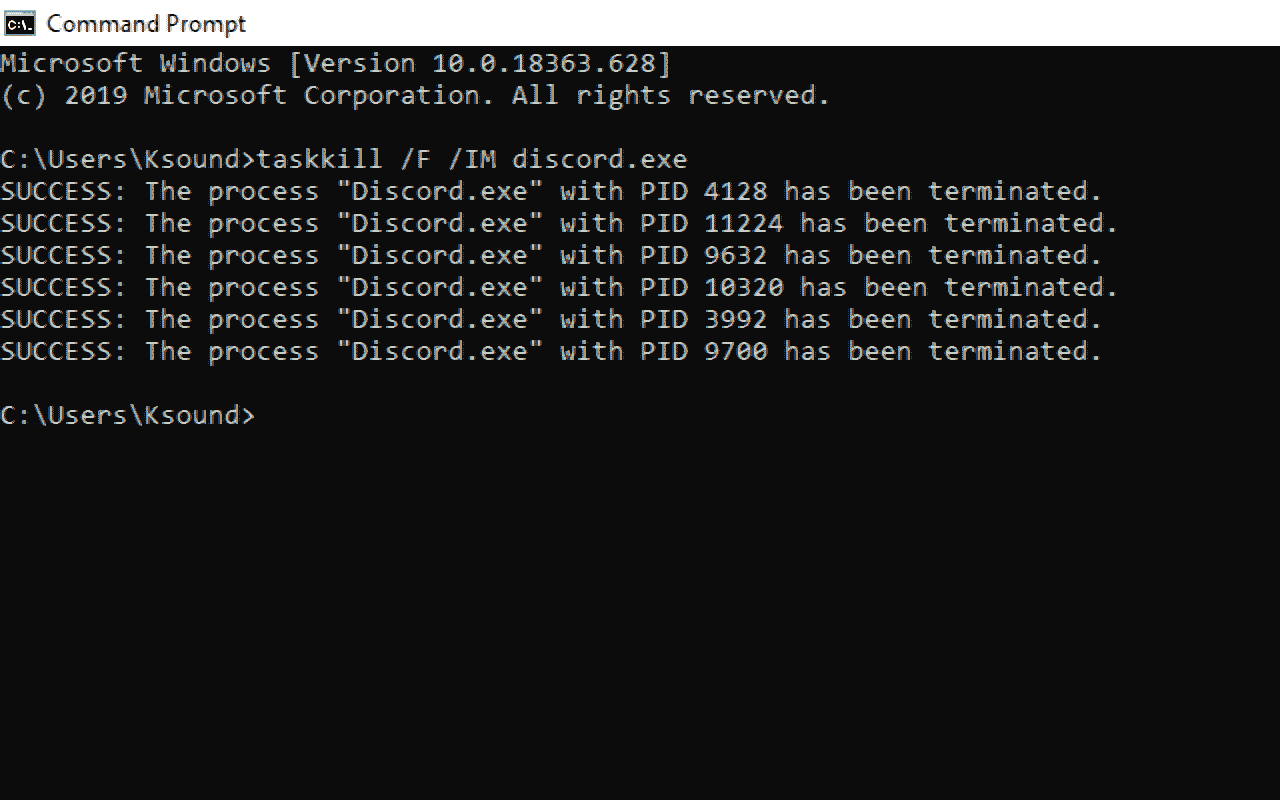 Command Prompt
Microsoft Windows [Version 10.0.18363.628]
(c) 2019 Microsoft Corporation. All rights reserved.
C:\Users\Ksound>taskkill /F /IM discord.exe
SUCCESS: The process "Discord.exe" with PID 4128 has been terminated.
SUCCESS: The process "Discord.exe" with PID 11224 has been terminated.
SUCCESS: The process "Discord.exe" with PID 9632 has been terminated.
SUCCESS: The process "Discord.exe" with PID 10320 has been terminated.
SUCCESS: The process "Discord.exe" with PID 3992 has been terminated.
SUCCESS: The process "Discord.exe" with PID 9700 has been terminated.
C:\Users\Ksound>